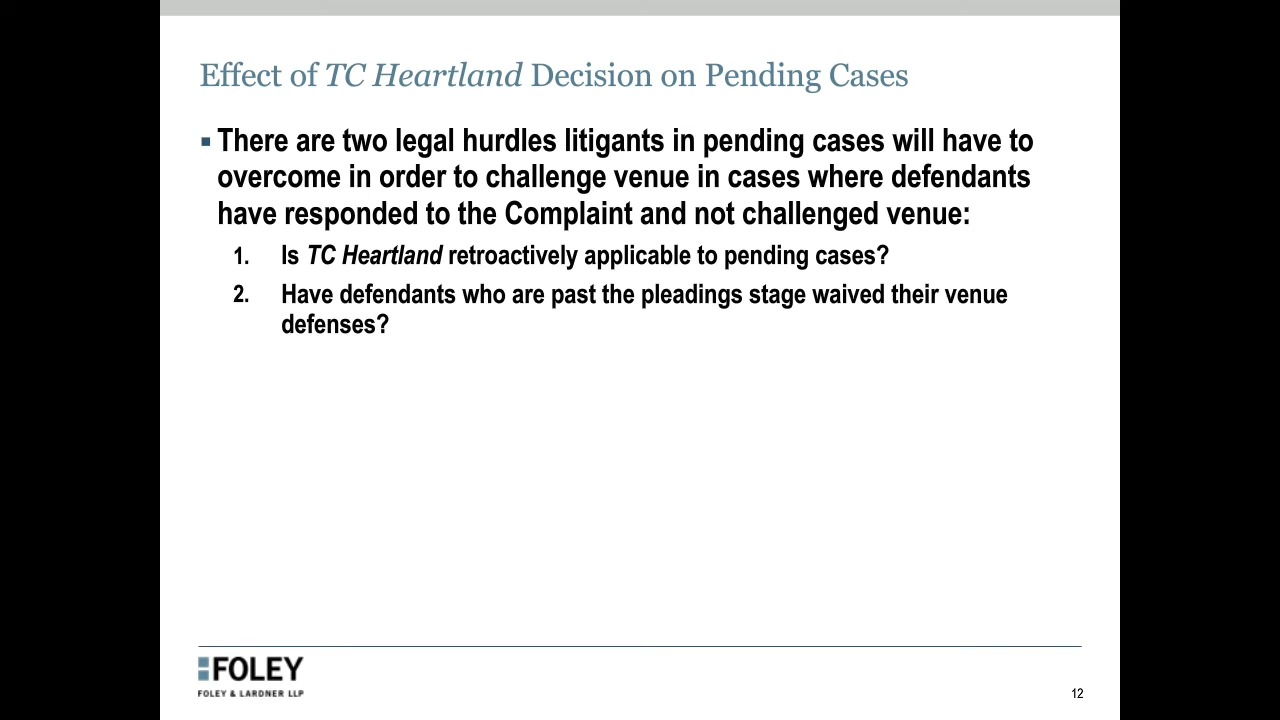 Effect of TC Heartland Decision on Pending Cases
▪ There are two legal hurdles litigants in pending cases will have to
overcome in order to challenge venue in cases where defendants
have responded to the Complaint and not challenged venue:
1. Is TC Heartland retroactively applicable to pending cases?
2. Have defendants who are past the pleadings stage waived their venue
defenses?
FOLEY
FOLEY & LARDNER LLP
12